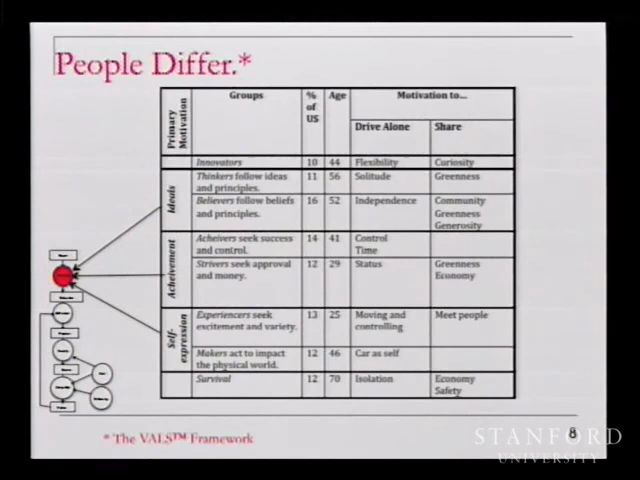 People Differ.*
Primary Motivation
Groups
% of US
Age
Motivation to...
Drive Alone
Share
Innovators 10 44 Flexibility Curiosity
Ideals
Thinkers follow ideas and principles. 11 56 Solitude Greenness
Believers follow beliefs and principles. 16 52 Independence Community Greenness Generosity
Acheivement
Acheivers seek success and control. 14 41 Control Time
Strivers seek approval and money. 12 29 Status Greenness Economy
Self-expression
Experiencers seek excitement and variety. 13 25 Moving and controlling Meet people
Makers act to impact the physical world. 12 46 Car as self
Survival 12 70 Isolation Economy Safety
* The VALS™ Framework
8
STANFORD
UNIVERSITY